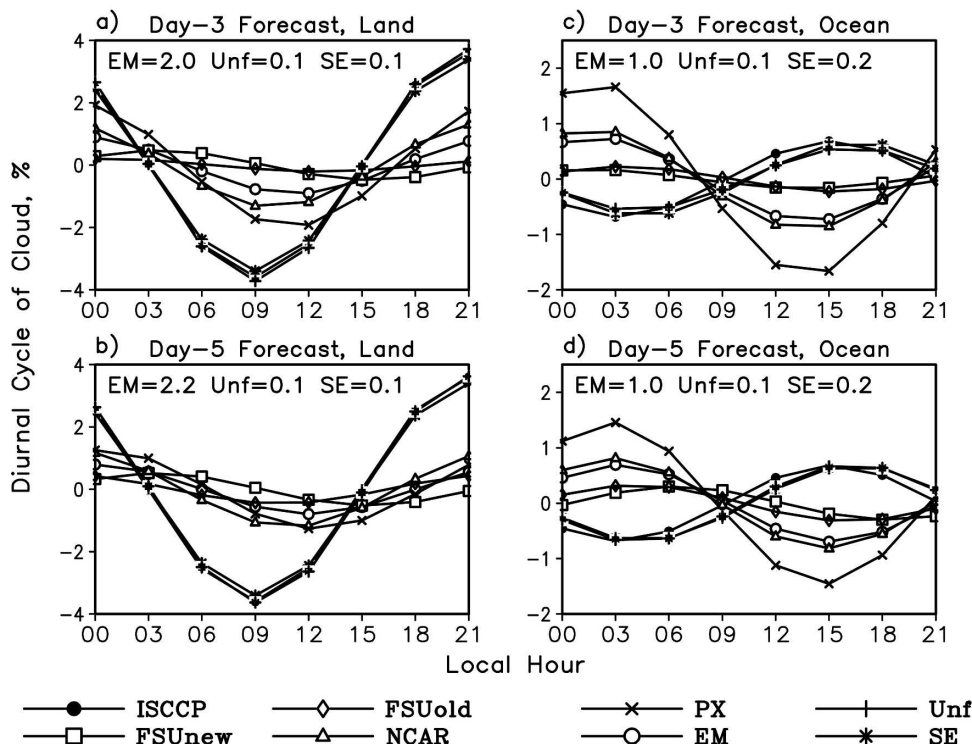 a) Day-3 Forecast, Land
4
EM=2.0 Unf=0.1 SE=0.1
2
0
-2
-4
00 03 06 09 12 15 18 21
c) Day-3 Forecast, Ocean
2
EM=1.0 Unf=0.1 SE=0.2
1
0
-1
-2
00 03 06 09 12 15 18 21
b) Day-5 Forecast, Land
4
EM=2.2 Unf=0.1 SE=0.1
2
0
-2
-4
00 03 06 09 12 15 18 21
d) Day-5 Forecast, Ocean
2
EM=1.0 Unf=0.1 SE=0.2
1
0
-1
-2
00 03 06 09 12 15 18 21
Diurnal Cycle of Cloud, %
Local Hour
ISCCP FSUold PX Unf
FSUnew NCAR EM SE